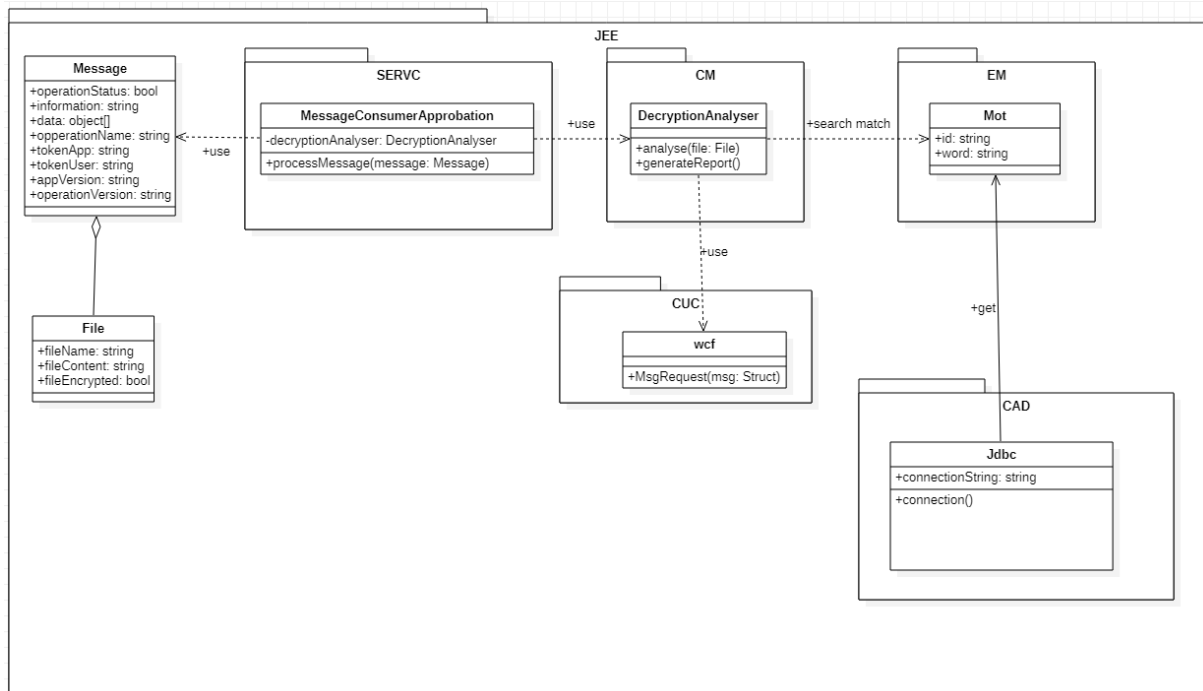 JEE
Message
+operationStatus: bool
+information: string
+data: object[]
+opperationName: string
+tokenApp: string
+tokenUser: string
+appVersion: string
+operationVersion: string
File
+fileName: string
+fileContent: string
+fileEncrypted: bool
+use
SERVC
MessageConsumerApprobation
-decryptionAnalyser: DecryptionAnalyser
+processMessage(message: Message)
+use
CM
DecryptionAnalyser
+analyse(file: File)
+generateReport()
+search match
EM
Mot
+id: string
+word: string
+use
CUC
wcf
+MsgRequest(msg: Struct)
+get
CAD
Jdbc
+connectionString: string
+connection()